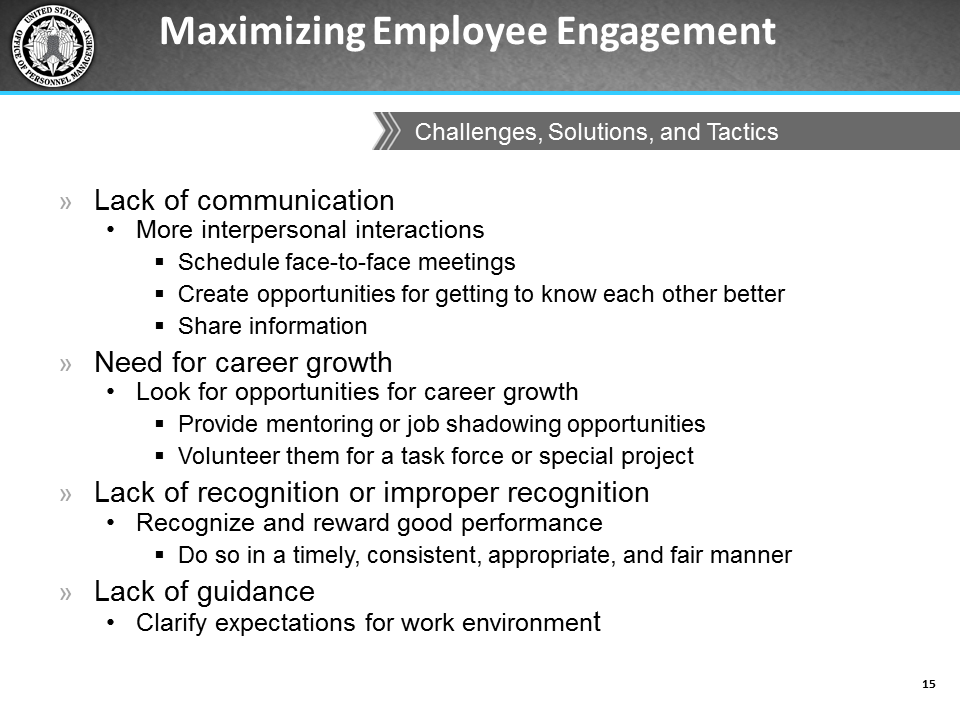 UNITED STATES
OFFICE OF PERSONNEL MANAGEMENT
Maximizing Employee Engagement
Challenges, Solutions, and Tactics
» Lack of communication
• More interpersonal interactions
▪ Schedule face-to-face meetings
▪ Create opportunities for getting to know each other better
▪ Share information
» Need for career growth
• Look for opportunities for career growth
▪ Provide mentoring or job shadowing opportunities
▪ Volunteer them for a task force or special project
» Lack of recognition or improper recognition
• Recognize and reward good performance
▪ Do so in a timely, consistent, appropriate, and fair manner
» Lack of guidance
• Clarify expectations for work environment
15